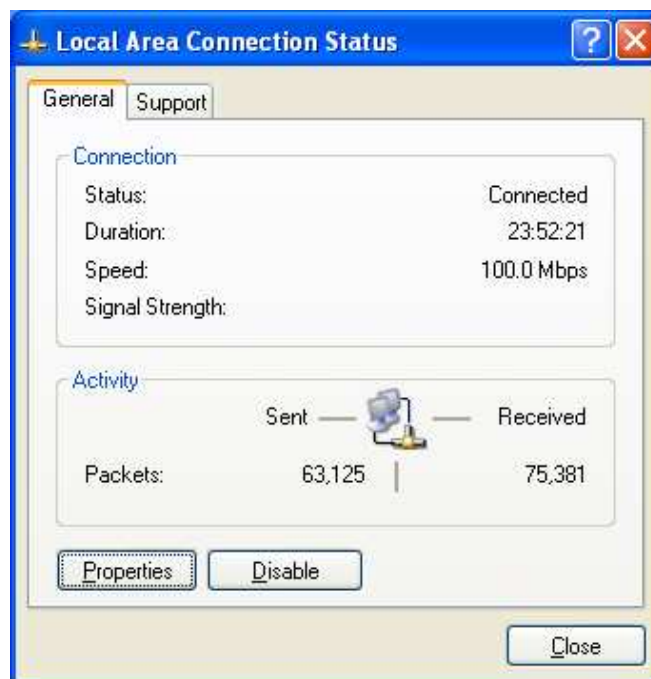 Local Area Connection Status
General Support
Connection
Status: Connected
Duration: 23:52:21
Speed: 100.0 Mbps
Signal Strength:
Activity
Sent Received
Packets: 63,125 75,381
Properties Disable
Close